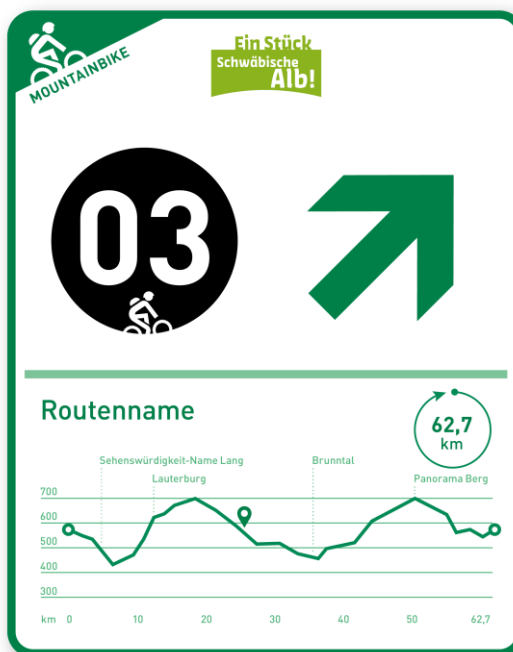 MOUNTAINBIKE
Ein Stück
Schwäbische
Alb!
03
Routenname
62,7
km
Sehenswürdigkeit-Name Lang
Brunntal
Lauterburg
Panorama Berg
700
600
500
400
300
km 0 10 20 30 40 50 62,7